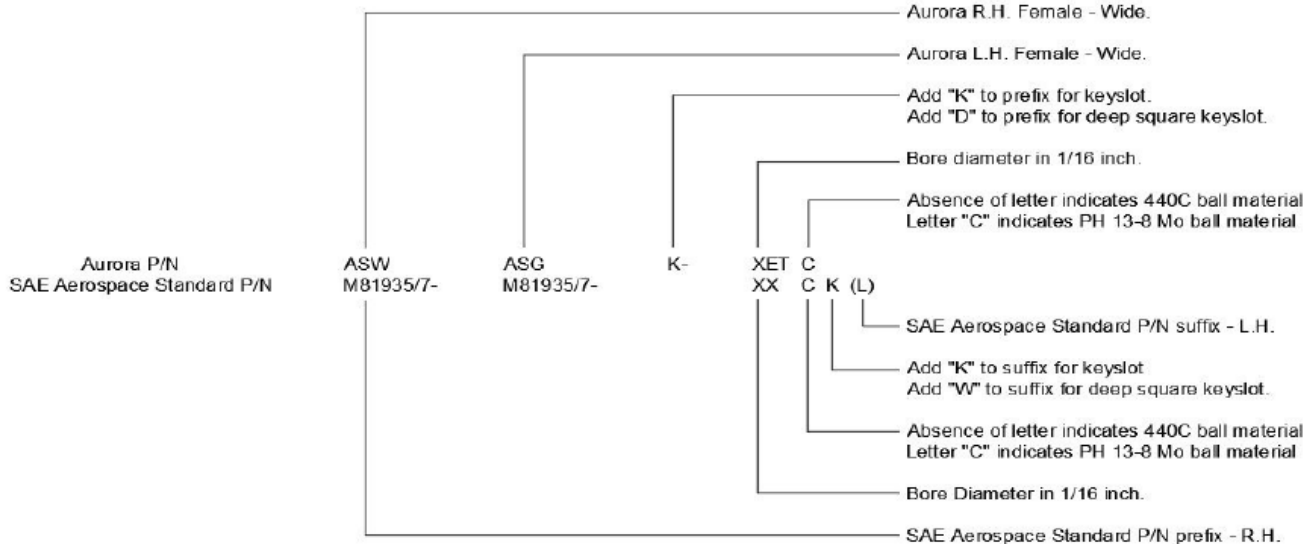 Aurora R.H. Female - Wide.
Aurora L.H. Female - Wide.
Add "K" to prefix for keyslot.
Add "D" to prefix for deep square keyslot.
Bore diameter in 1/16 inch.
Absence of letter indicates 440C ball material
Letter "C" indicates PH 13-8 Mo ball material
Aurora P/N ASW ASG K- XET C
SAE Aerospace Standard P/N M81935/7- M81935/7- XX C K (L)
SAE Aerospace Standard P/N suffix - L.H.
Add "K" to suffix for keyslot
Add "W" to suffix for deep square keyslot.
Absence of letter indicates 440C ball material
Letter "C" indicates PH 13-8 Mo ball material
Bore Diameter in 1/16 inch.
SAE Aerospace Standard P/N prefix - R.H.